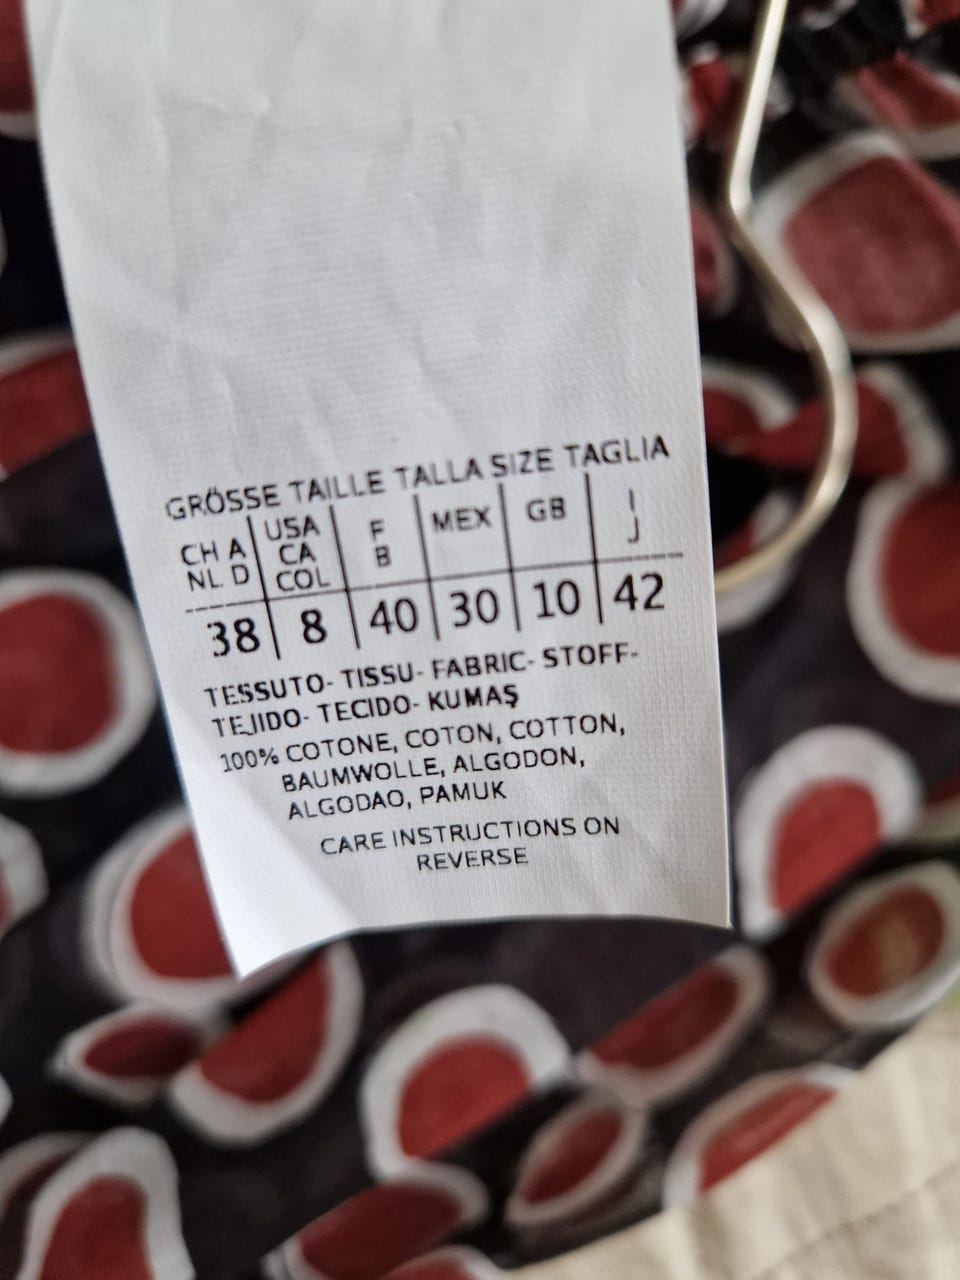 GRÖSSE TAILLE TALLA SIZE TAGLIA
CH A NL. D | USA CA COL | F B | MEX | GB | I J
38 | 8 | 40 | 30 | 10 | 42
TESSUTO- TISSU- FABRIC- STOFF-
TEJIDO- TECIDO- KUMAŞ
100% COTONE, COTON, COTTON,
BAUMWOLLE, ALGODON,
ALGODAO, PAMUK
CARE INSTRUCTIONS ON
REVERSE